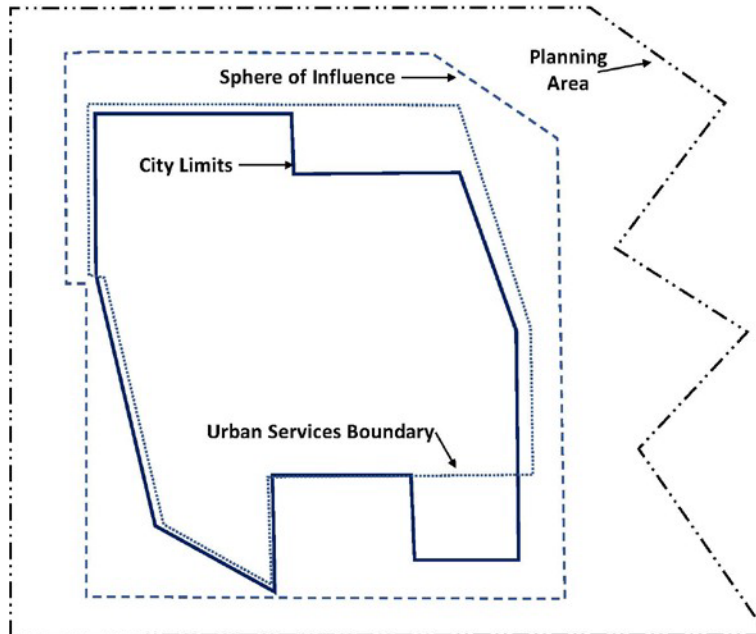 Planning
Area
Sphere of Influence
City Limits
Urban Services Boundary